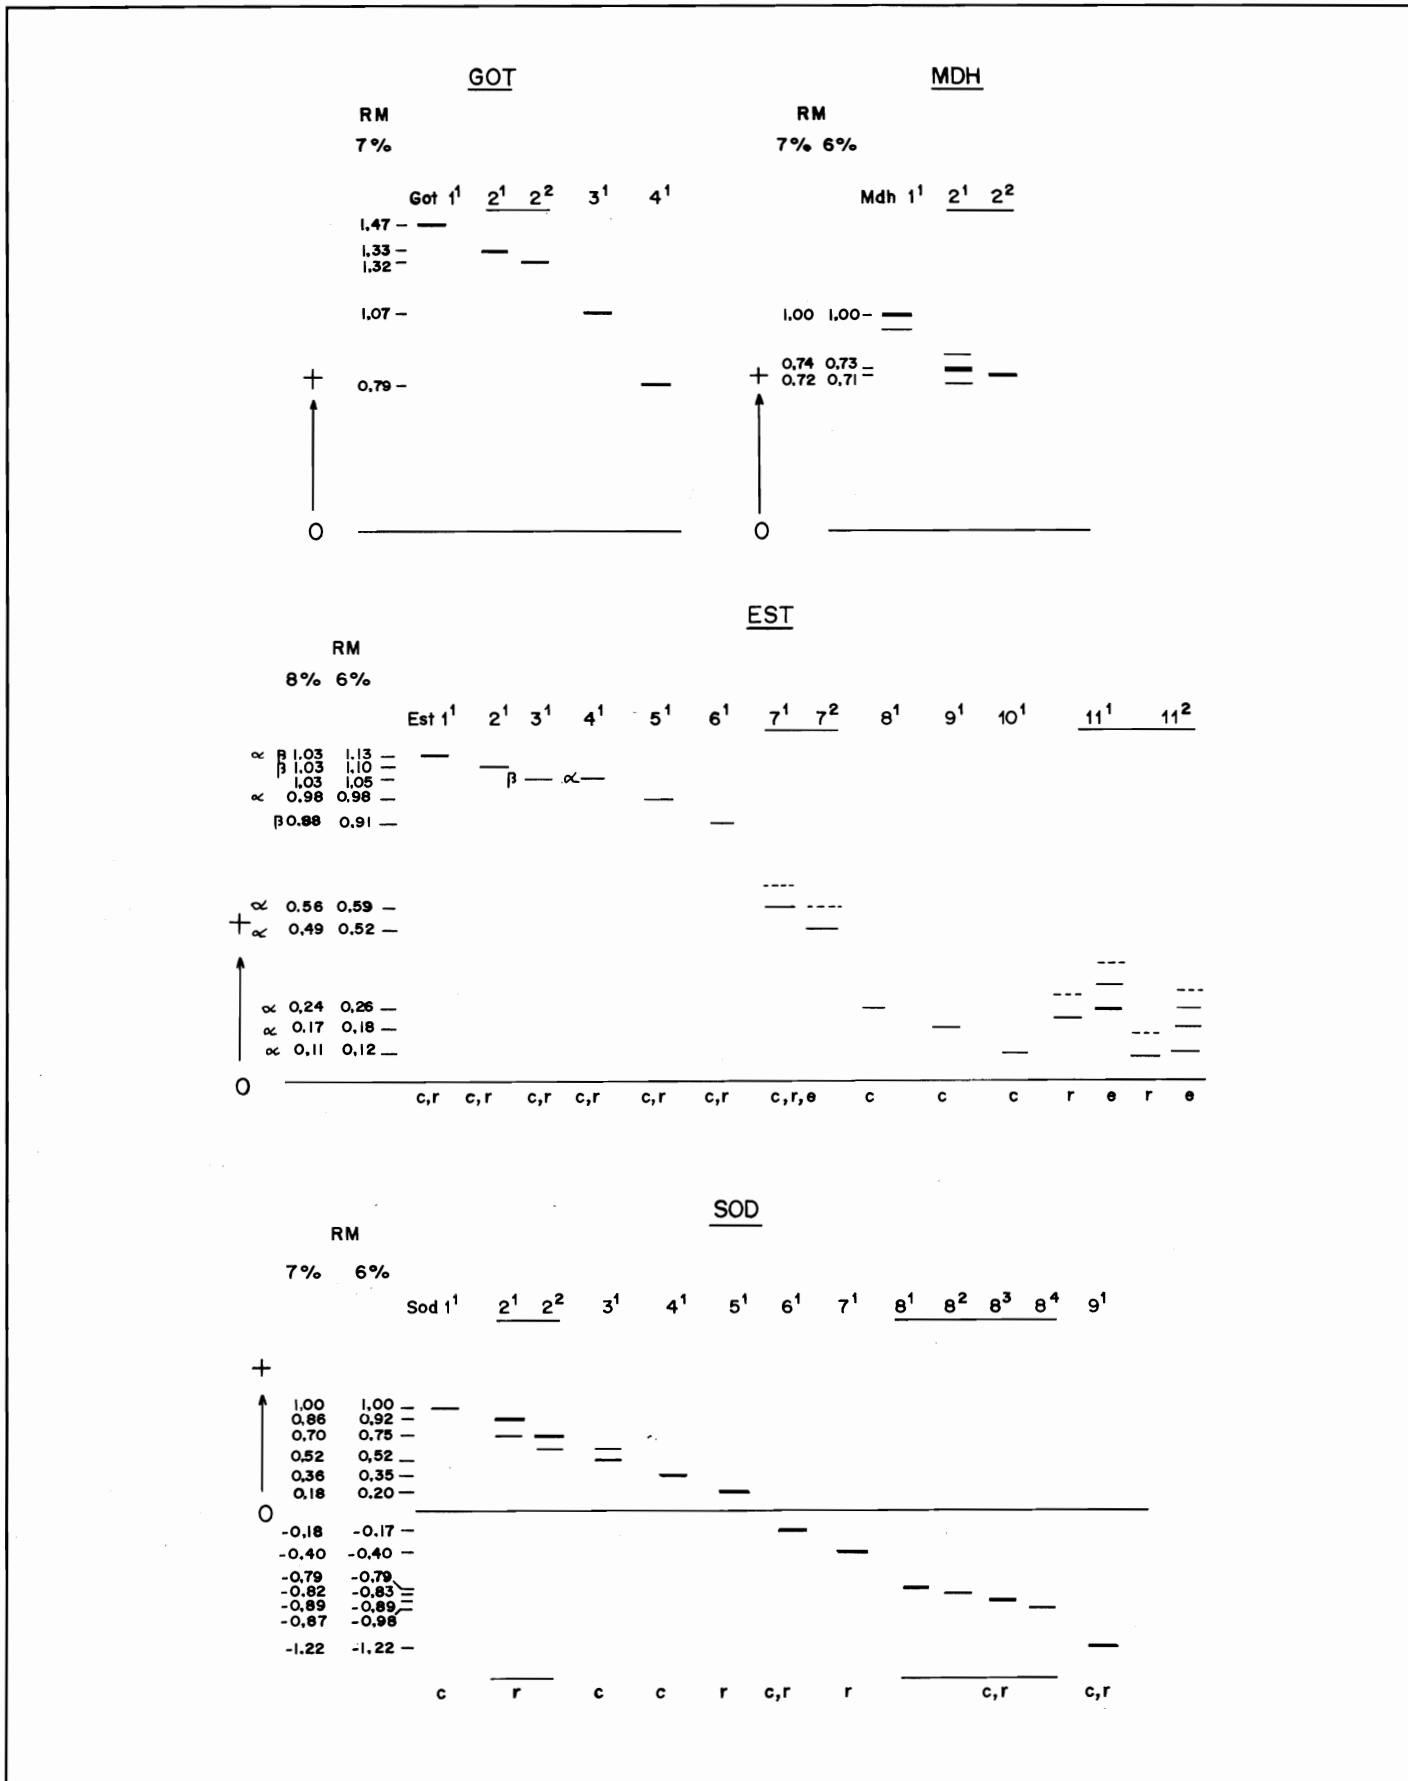 GOT MDH
RM RM
7% 7% 6%
Got 1¹ 2¹ 2² 3¹ 4¹ Mdh 1¹ 2¹ 2²
1,47
1,33
1,32
1,07 1,00 1,00
0,74 0,73
+ 0,79 + 0,72 0,71
O O
EST
RM
8% 6%
Est 1¹ 2¹ 3¹ 4¹ 5¹ 6¹ 7¹ 7² 8¹ 9¹ 10¹ 11¹ 11²
α β 1.03 1.13
β 1.03 1,10
1,03 1,05 β α
α 0.98 0.98
β 0.88 0,91
α 0.56 0,59
+ α 0,49 0,52
α 0,24 0,26
α 0,17 0,18
α 0,11 0,12
O
c,r c,r c,r c,r c,r c,r c,r,e c c c r e r e
SOD
RM
7% 6%
Sod 1¹ 2¹ 2² 3¹ 4¹ 5¹ 6¹ 7¹ 8¹ 8² 8³ 8⁴ 9¹
+
1,00 1,00
0,86 0,92
0,70 0,75
0,52 0,52
0,36 0,35
0,18 0,20
O
-0,18 -0.17
-0,40 -0,40
-0,79 -0,79
-0.82 -0,83
-0,89 -0,89
-0,87 -0,98
-1.22 -1,22
c r c c r c,r r c,r c,r